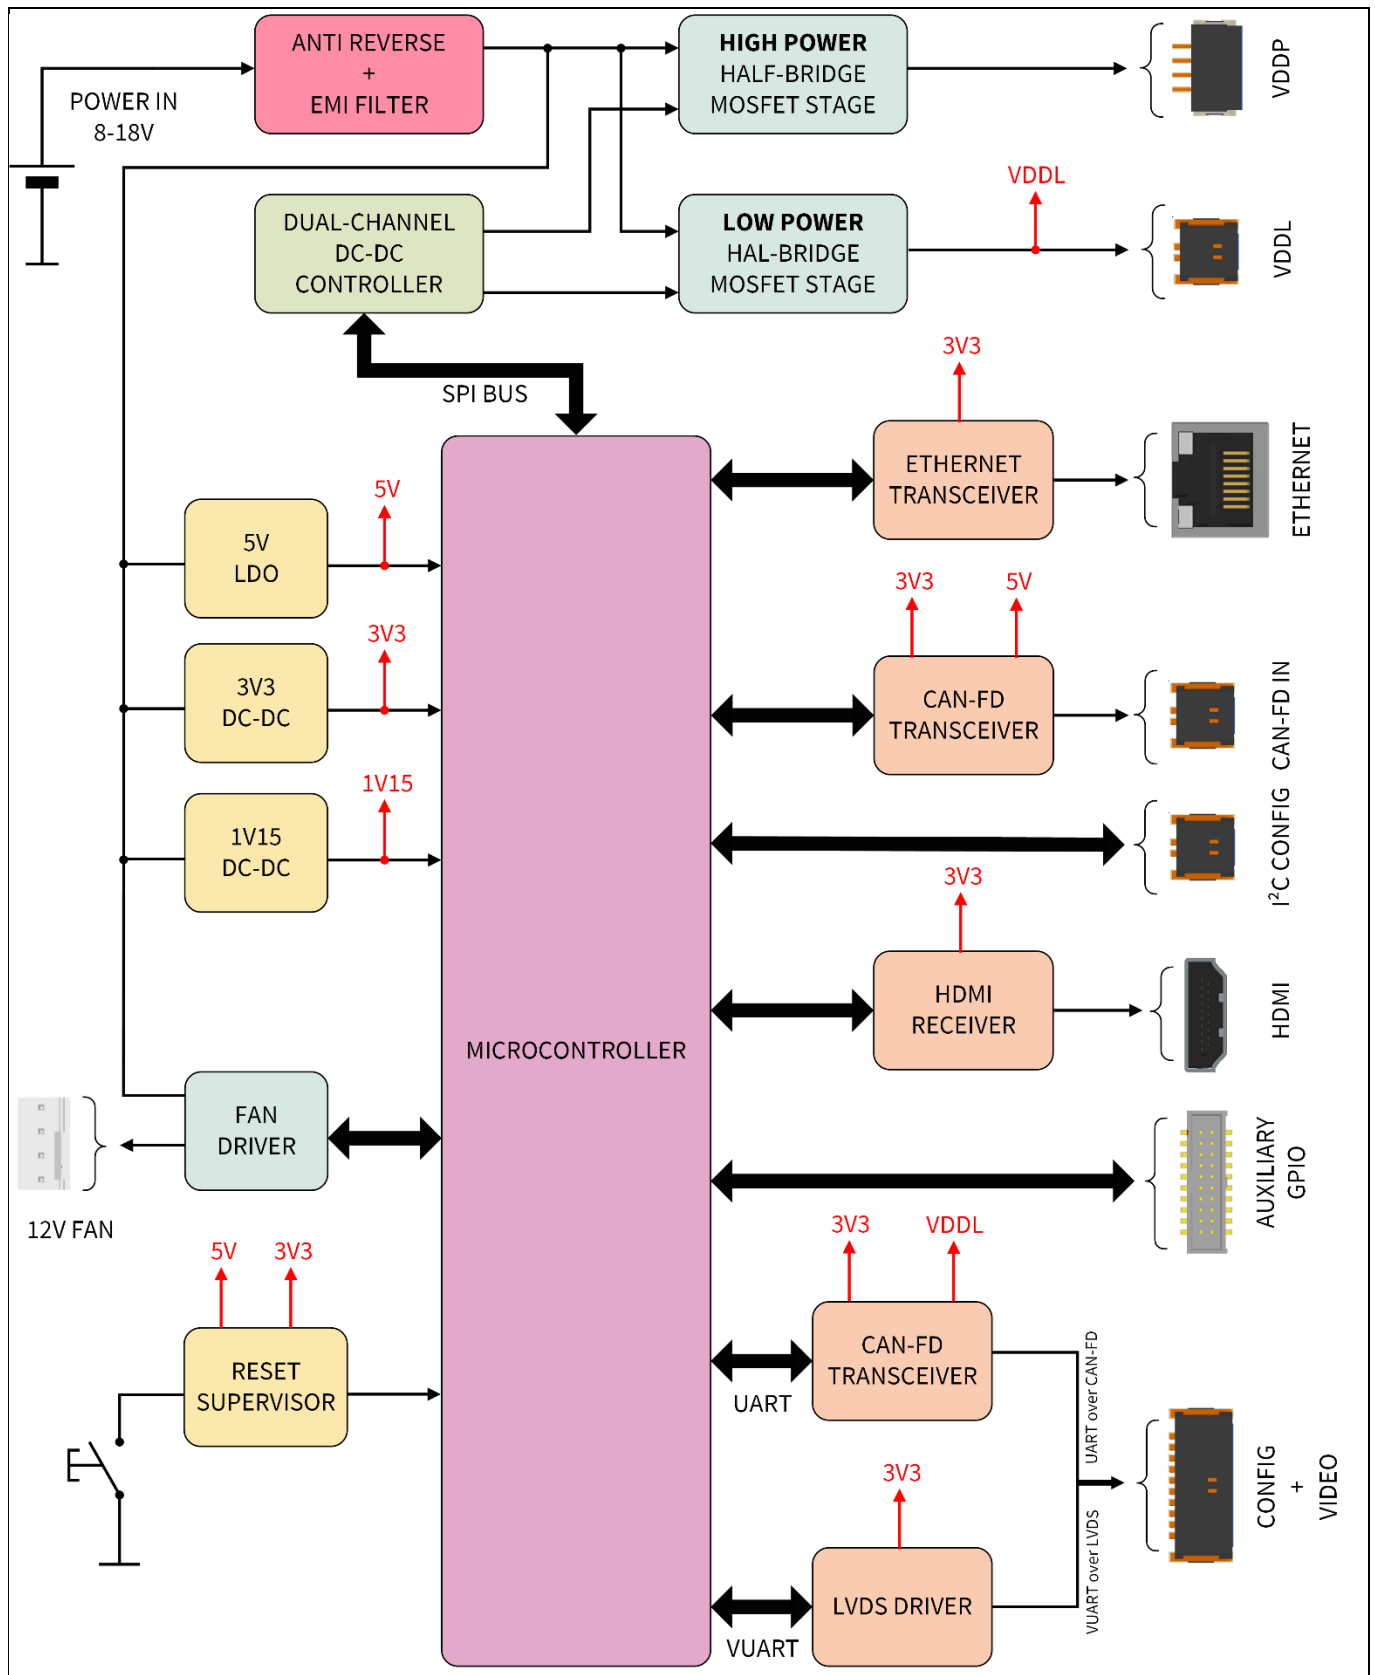 POWER IN
8-18V
ANTI REVERSE
+
EMI FILTER
HIGH POWER
HALF-BRIDGE
MOSFET STAGE
VDDP
DUAL-CHANNEL
DC-DC
CONTROLLER
LOW POWER
HAL-BRIDGE
MOSFET STAGE
VDDL
VDDL
SPI BUS
3V3
ETHERNET
TRANSCEIVER
ETHERNET
5V
5V
LDO
3V3
5V
CAN-FD
TRANSCEIVER
CAN-FD IN
3V3
3V3
DC-DC
1V15
1V15
DC-DC
I²C CONFIG
3V3
HDMI
RECEIVER
HDMI
MICROCONTROLLER
FAN
DRIVER
12V FAN
AUXILIARY
GPIO
5V
3V3
RESET
SUPERVISOR
3V3
VDDL
CAN-FD
TRANSCEIVER
UART
UART over CAN-FD
3V3
LVDS DRIVER
VUART
VUART over LVDS
CONFIG
+
VIDEO